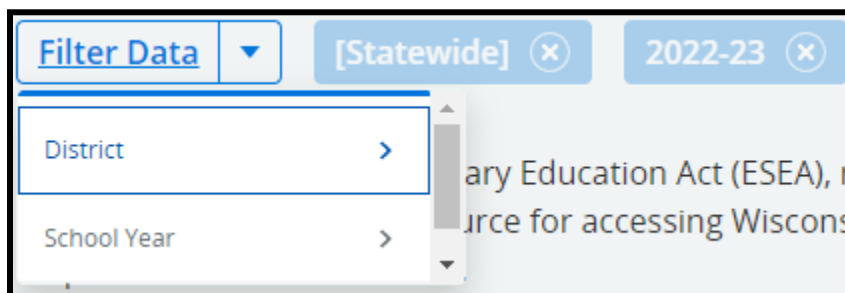 Filter Data [Statewide] 2022-23
District
ary Education Act (ESEA),
urce for accessing Wiscons
School Year